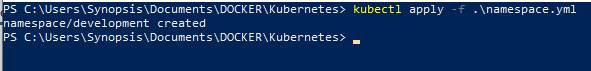 PS C:\Users\Synopsis\Documents\DOCKER\Kubernetes> kubectl apply -f .\namespace.yml
namespace/development created
PS C:\Users\Synopsis\Documents\DOCKER\Kubernetes>